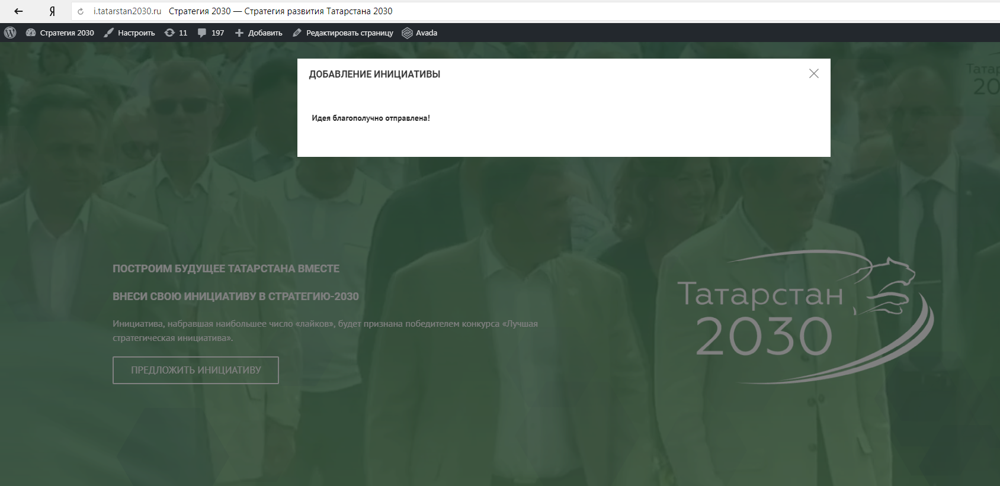 Я
i.tatarstan2030.ru Стратегия 2030 — Стратегия развития Татарстана 2030
Стратегия 2030 Настроить 11 197 Добавить Редактировать страницу Avada
ДОБАВЛЕНИЕ ИНИЦИАТИВЫ
Идея благополучно отправлена!
ПОСТРОИМ БУДУЩЕЕ ТАТАРСТАНА ВМЕСТЕ
ВНЕСИ СВОЮ ИНИЦИАТИВУ В СТРАТЕГИЮ-2030
Инициатива, набравшая наибольшее число «лайков», будет признана победителем конкурса «Лучшая
стратегическая инициатива».
ПРЕДЛОЖИТЬ ИНИЦИАТИВУ
Татарстан
2030